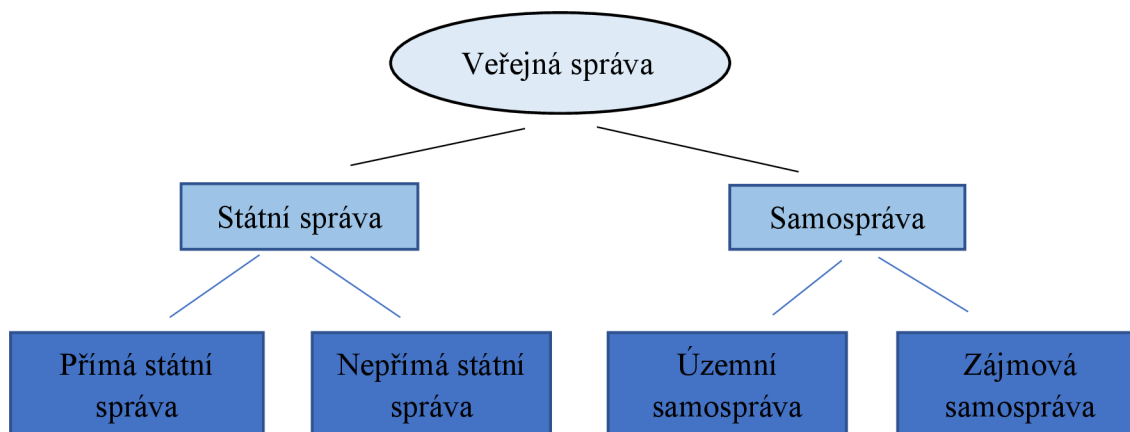 Veřejná správa
Státní správa
Samospráva
Přímá státní
správa
Nepřímá státní
správa
Územní
samospráva
Zájmová
samospráva